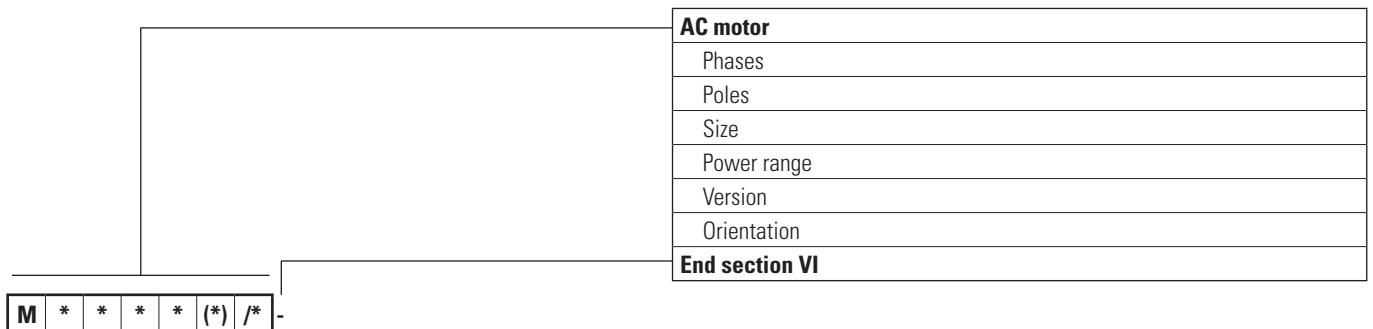 AC motor
Phases
Poles
Size
Power range
Version
Orientation
End section VI
M * * * * (*) /* -